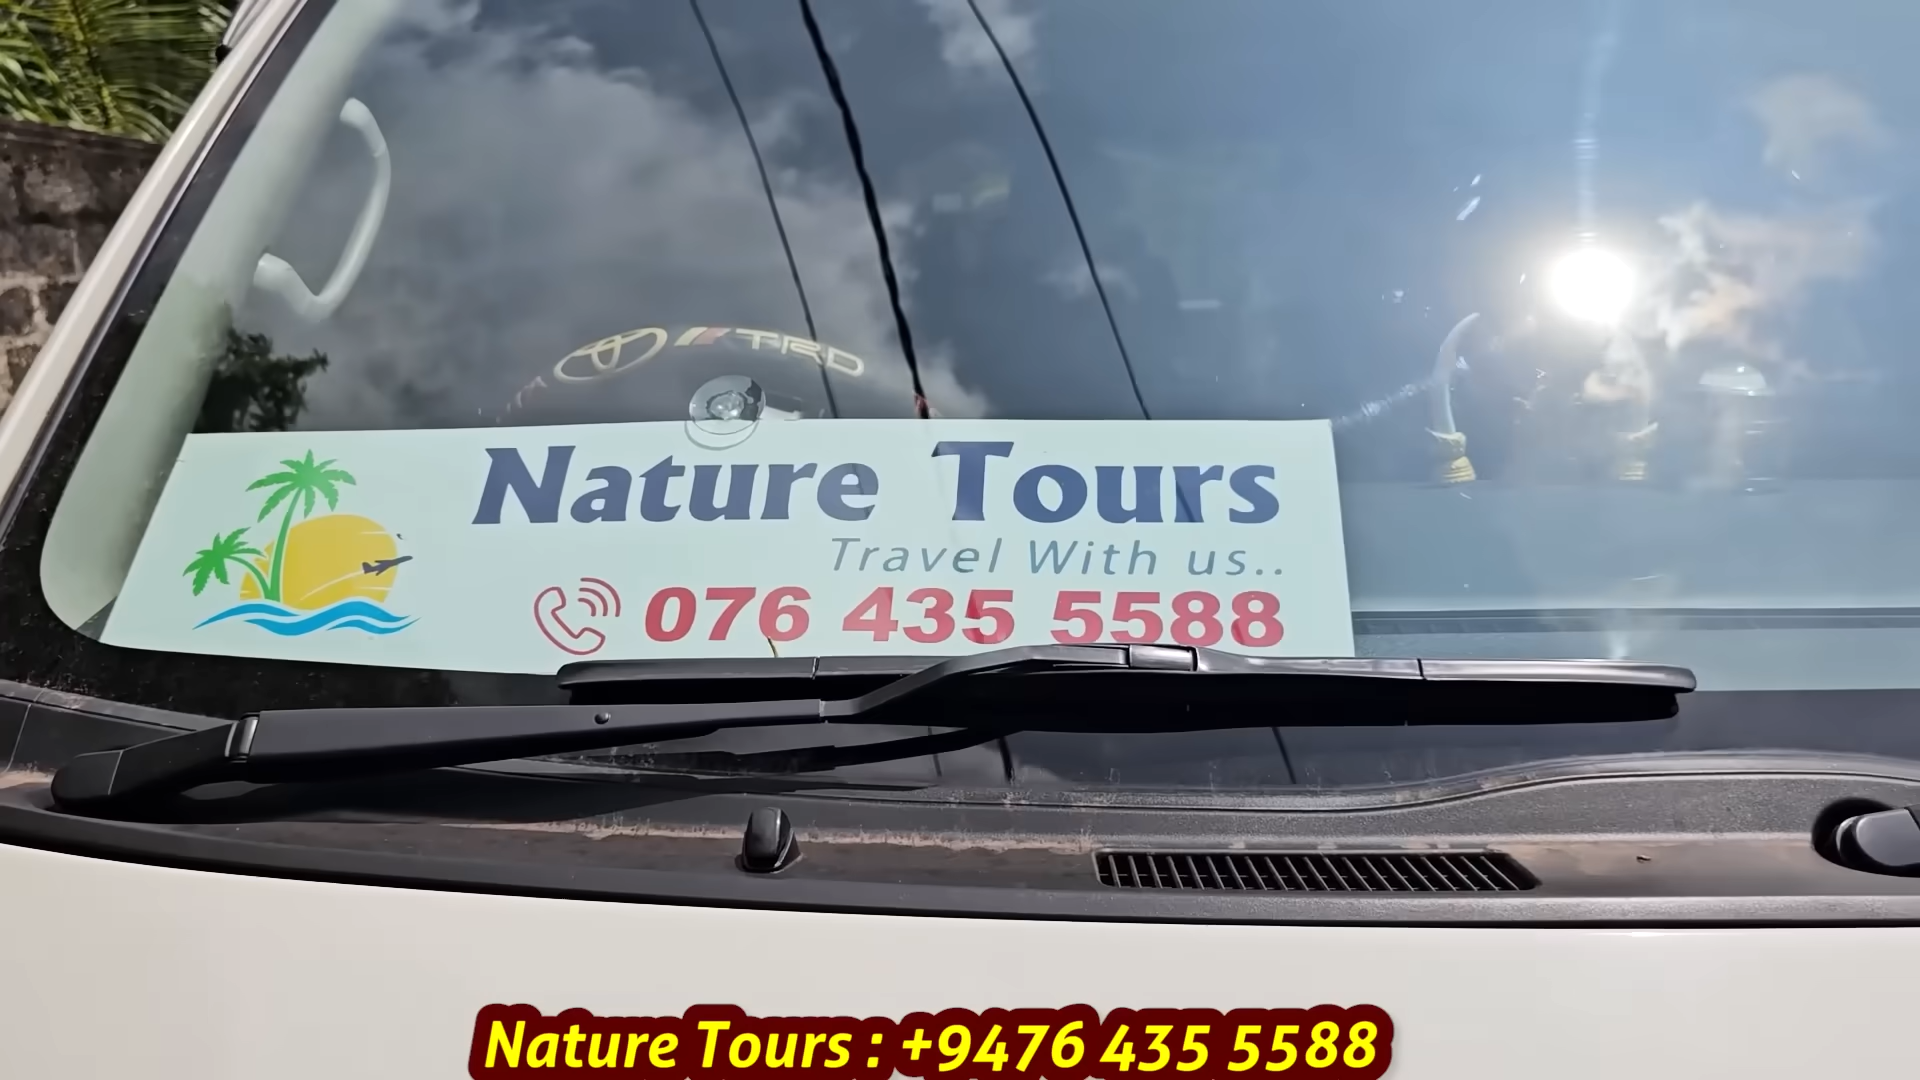 TRD
Nature Tours
Travel With us..
076 435 5588
Nature Tours : +9476 435 5588